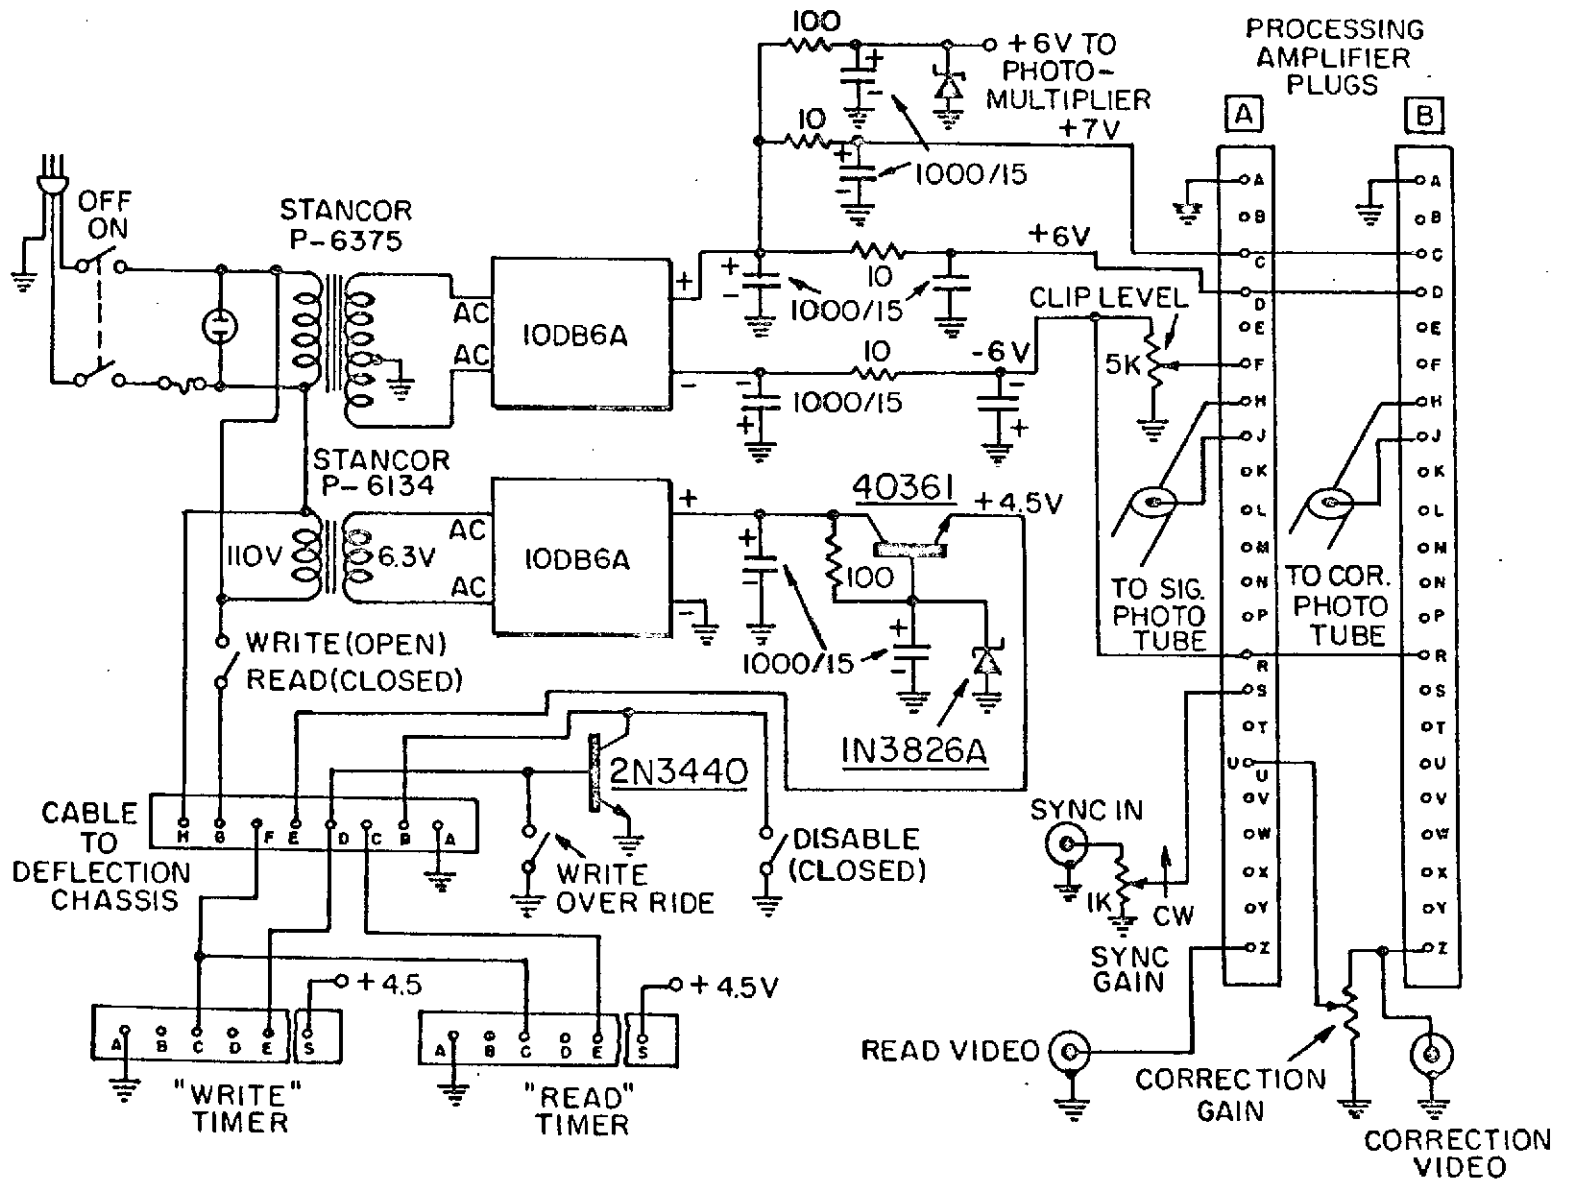 100
+6V TO
PHOTO-
MULTIPLIER
PROCESSING
AMPLIFIER
PLUGS
A
B
10
+7V
1000/15
OFF
ON
STANCOR
P-6375
+6V
10
1000/15
CLIP LEVEL
AC
AC
10DB6A
+
-
10
-6V
5K
1000/15
STANCOR
P-6134
110V
6.3V
AC
AC
10DB6A
+
-
40361
+4.5V
100
1000/15
1N3826A
WRITE(OPEN)
READ(CLOSED)
2N3440
CABLE
TO
DEFLECTION
CHASSIS
H G F E D C B A
WRITE
OVER RIDE
DISABLE
(CLOSED)
TO SIG.
PHOTO
TUBE
TO COR.
PHOTO
TUBE
A
B
C
D
E
F
H
J
K
L
M
N
P
R
S
T
U U
V
W
X
Y
Z
A
B
C
D
E
F
H
J
K
L
M
N
P
R
S
T
U
V
W
X
Y
Z
SYNC IN
1K
CW
SYNC
GAIN
+4.5
A B C D E S
"WRITE"
TIMER
+4.5V
A B C D E S
"READ"
TIMER
READ VIDEO
CORRECTION
GAIN
CORRECTION
VIDEO